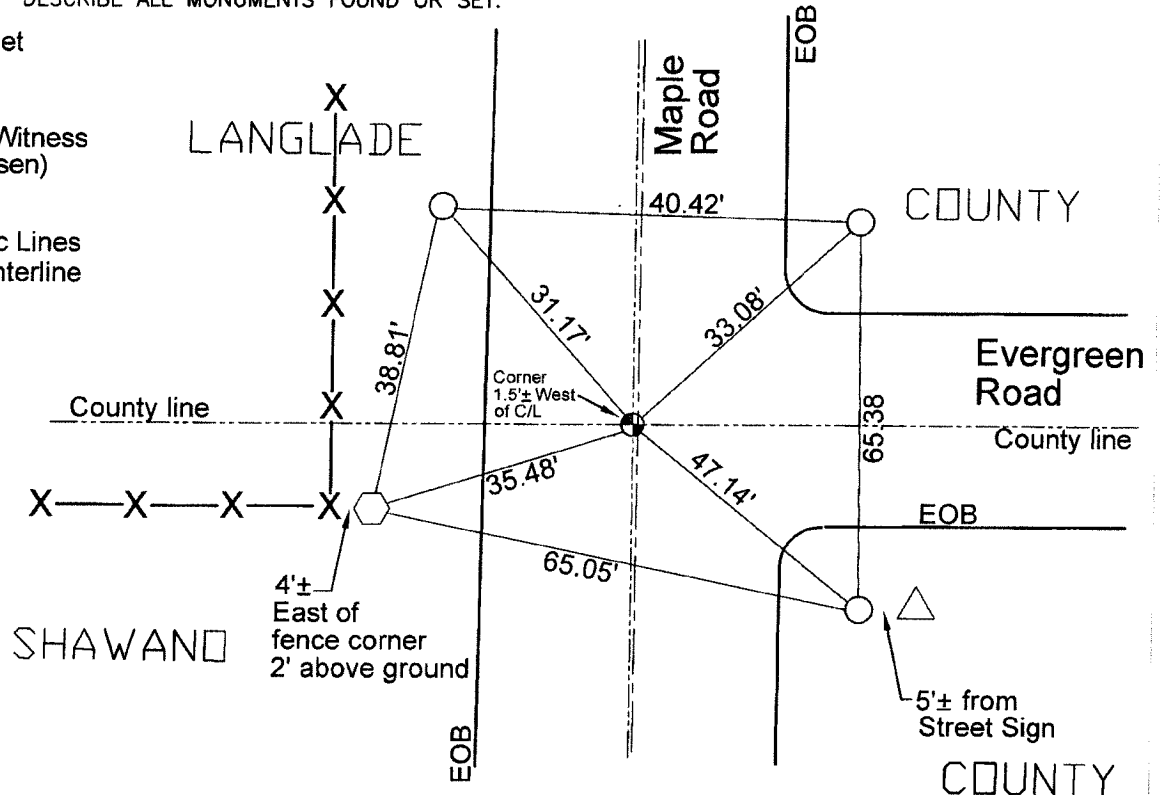 DESCRIBE ALL MONUMENTS FOUND OR SET.
et
Witness
sen)
c Lines
nterline
LANGLADE
COUNTY
EOB
Maple
Road
40.42'
31.17'
33.08'
38.81'
Corner
1.5'± West
of C/L
Evergreen
Road
County line
County line
65.38
35.48'
47.14'
EOB
65.05'
4'±
East of
fence corner
2' above ground
SHAWANO
5'± from
Street Sign
EOB
COUNTY
X
X
X
X
X X X X